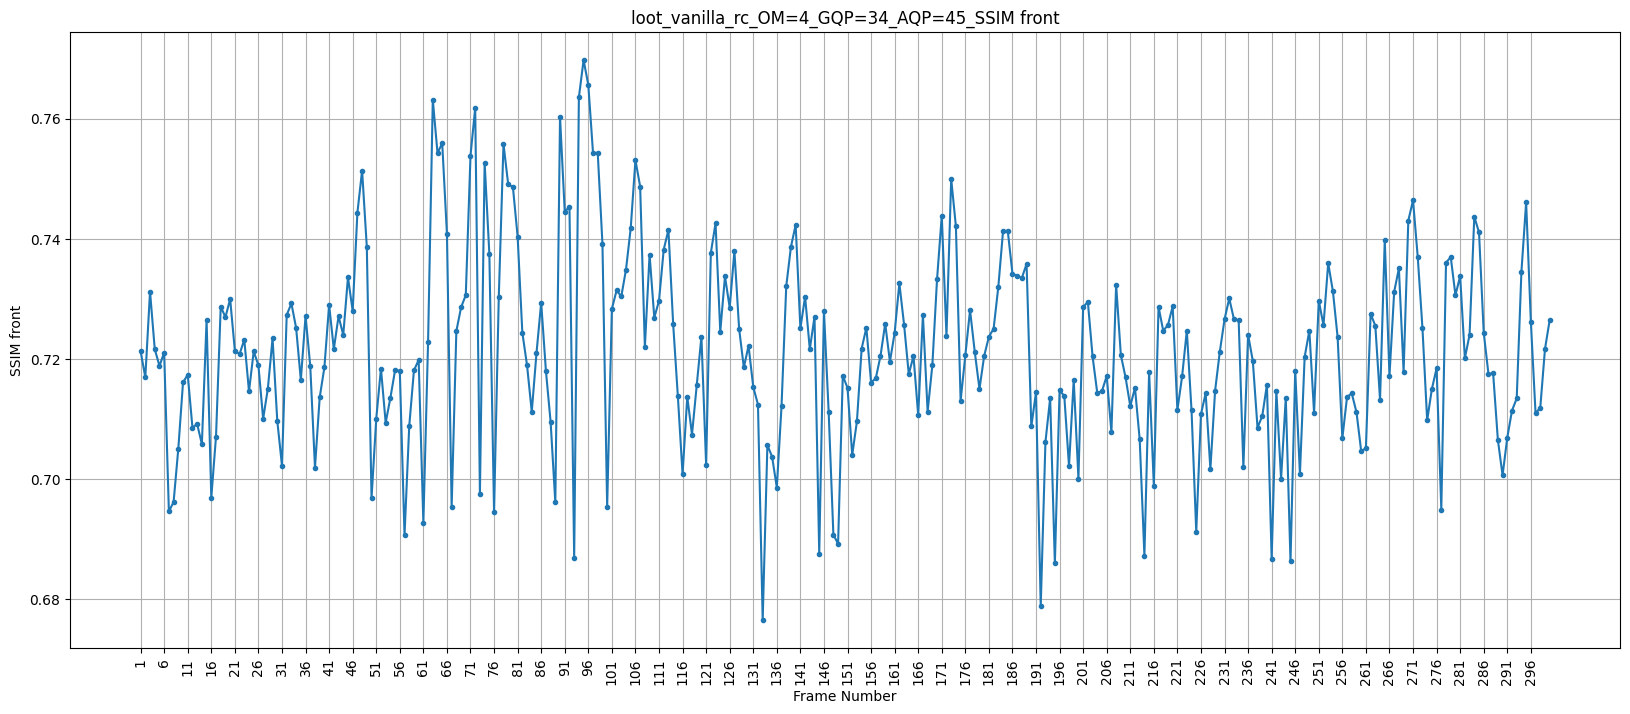 loot_vanilla_rc_OM=4_GQP=34_AQP=45_SSIM front
SSIM front
0.76
0.74
0.72
0.70
0.68
1 6 11 16 21 26 31 36 41 46 51 56 61 66 71 76 81 86 91 96 101 106 111 116 121 126 131 136 141 146 151 156 161 166 171 176 181 186 191 196 201 206 211 216 221 226 231 236 241 246 251 256 261 266 271 276 281 286 291 296
Frame Number